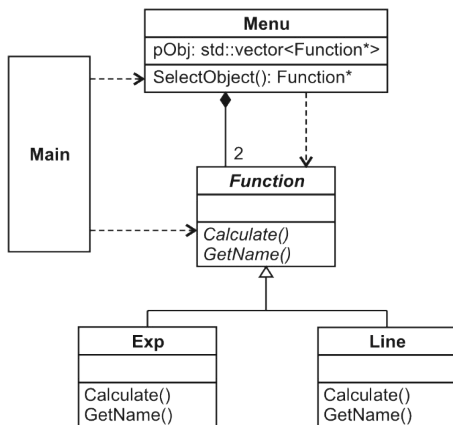 Menu
pObj: std::vector<Function*>
SelectObject(): Function*
Main
2
Function
Calculate()
GetName()
Exp
Calculate()
GetName()
Line
Calculate()
GetName()